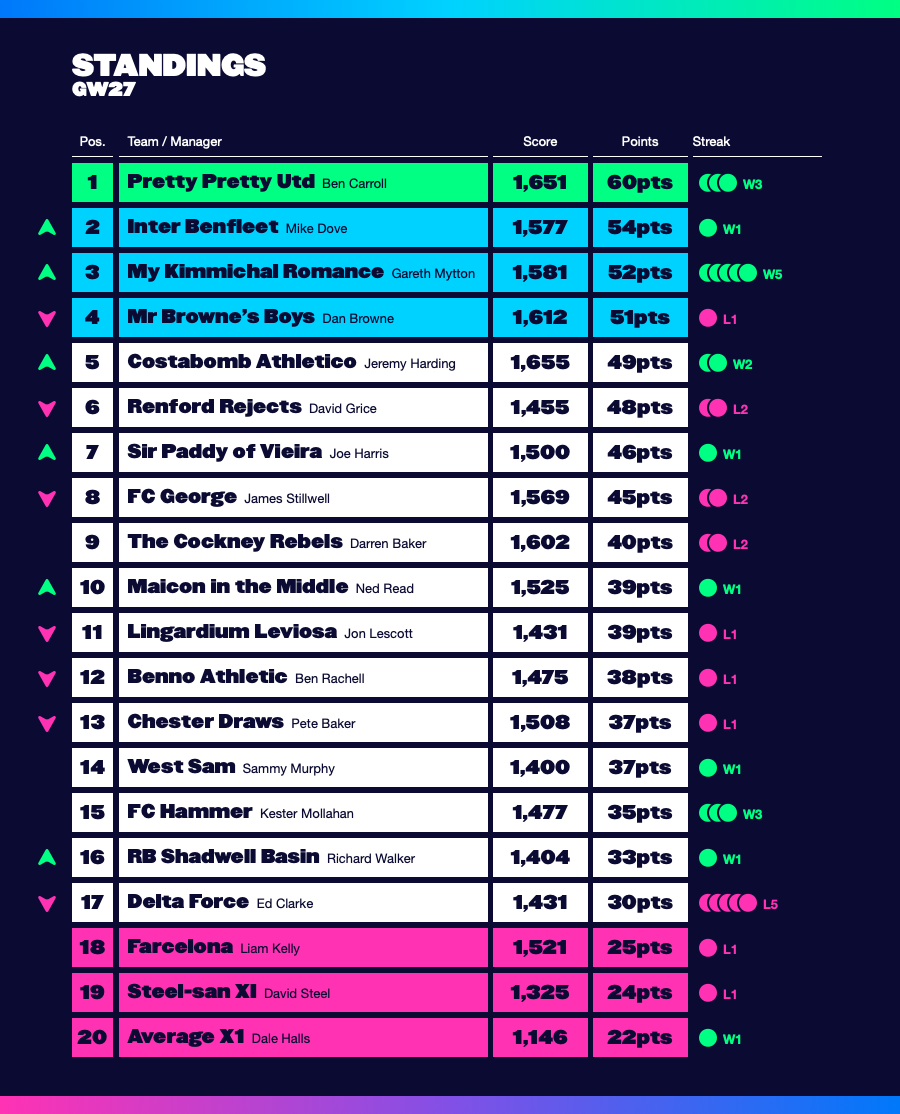 STANDINGS
GW27
Pos. Team / Manager Score Points Streak
1 Pretty Pretty Utd Ben Carroll 1,651 60pts W3
2 Inter Benfleet Mike Dove 1,577 54pts W1
3 My Kimmichal Romance Gareth Mytton 1,581 52pts W5
4 Mr Browne’s Boys Dan Browne 1,612 51pts L1
5 Costabomb Athletico Jeremy Harding 1,655 49pts W2
6 Renford Rejects David Grice 1,455 48pts L2
7 Sir Paddy of Vieira Joe Harris 1,500 46pts W1
8 FC George James Stillwell 1,569 45pts L2
9 The Cockney Rebels Darren Baker 1,602 40pts L2
10 Maicon in the Middle Ned Read 1,525 39pts W1
11 Lingardium Leviosa Jon Lescott 1,431 39pts L1
12 Benno Athletic Ben Rachell 1,475 38pts L1
13 Chester Draws Pete Baker 1,508 37pts L1
14 West Sam Sammy Murphy 1,400 37pts W1
15 FC Hammer Kester Mollahan 1,477 35pts W3
16 RB Shadwell Basin Richard Walker 1,404 33pts W1
17 Delta Force Ed Clarke 1,431 30pts L5
18 Farcelona Liam Kelly 1,521 25pts L1
19 Steel-san XI David Steel 1,325 24pts L1
20 Average X1 Dale Halls 1,146 22pts W1